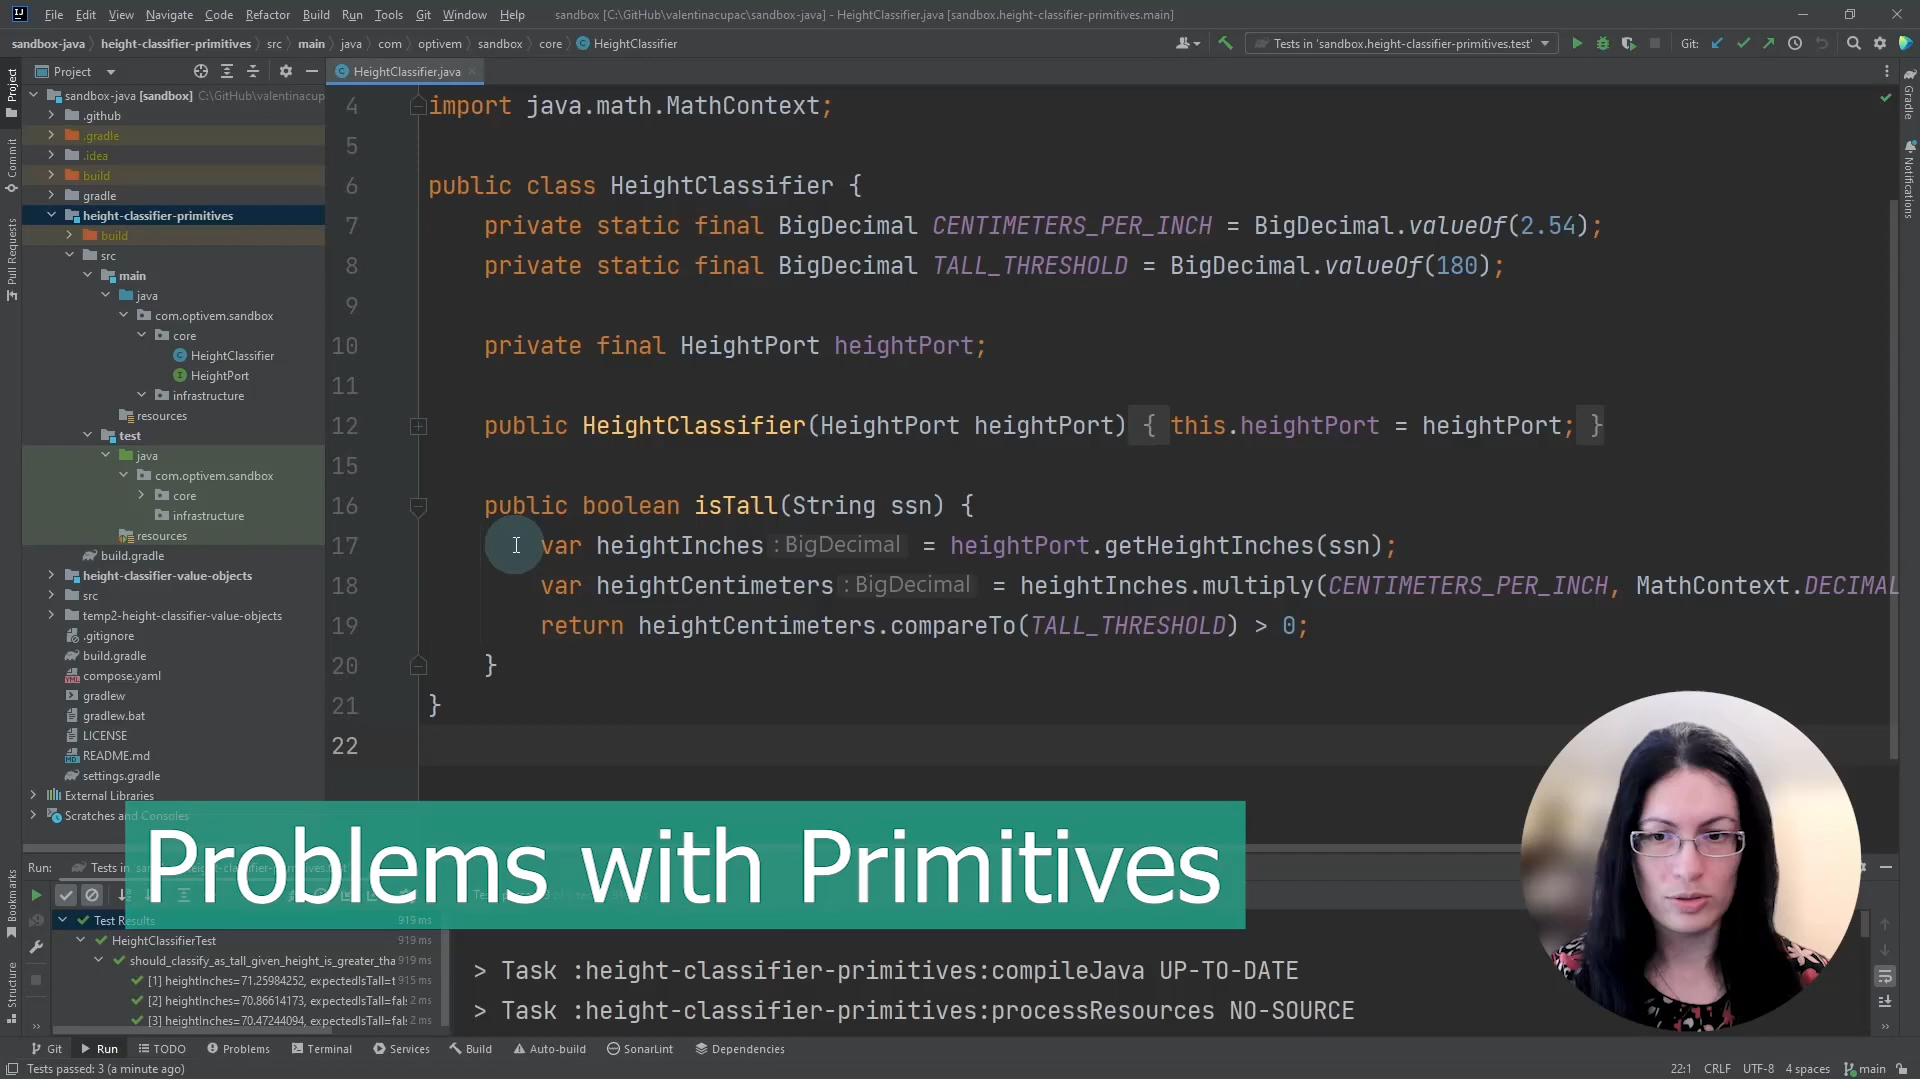 File Edit View Navigate Code Refactor Build Run Tools Git Window Help sandbox [C:\GitHub\valentinacupac\sandbox-java] - HeightClassifier.java [sandbox.height-classifier-primitives.main]
sandbox-java height-classifier-primitives src main java com optivem sandbox core HeightClassifier Tests in 'sandbox.height-classifier-primitives.test' Git:
Project
HeightClassifier.java
sandbox-java [sandbox] C:\GitHub\valentinacup
.github
.gradle
.idea
build
gradle
height-classifier-primitives
build
src
main
java
com.optivem.sandbox
core
HeightClassifier
HeightPort
infrastructure
resources
test
java
com.optivem.sandbox
core
infrastructure
resources
build.gradle
height-classifier-value-objects
src
temp2-height-classifier-value-objects
.gitignore
build.gradle
compose.yaml
gradlew
gradlew.bat
LICENSE
README.md
settings.gradle
External Libraries
Scratches and Consoles
Project
Commit
Pull Requests
Bookmarks
Structure
4 import java.math.MathContext;
5
6 public class HeightClassifier {
7 private static final BigDecimal CENTIMETERS_PER_INCH = BigDecimal.valueOf(2.54);
8 private static final BigDecimal TALL_THRESHOLD = BigDecimal.valueOf(180);
9
10 private final HeightPort heightPort;
11
12 public HeightClassifier(HeightPort heightPort) { this.heightPort = heightPort; }
15
16 public boolean isTall(String ssn) {
17 var heightInches : BigDecimal = heightPort.getHeightInches(ssn);
18 var heightCentimeters : BigDecimal = heightInches.multiply(CENTIMETERS_PER_INCH, MathContext.DECIMAL
19 return heightCentimeters.compareTo(TALL_THRESHOLD) > 0;
20 }
21 }
22
Gradle
Notifications
Problems with Primitives
Run: Tests in
Test Results 919 ms
HeightClassifierTest 919 ms
should_classify_as_tall_given_height_is_greater_tha 919 ms
[1] heightInches=71.25984252, expectedIsTall=t 915 ms
[2] heightInches=70.86614173, expectedIsTall=fal: 2 ms
[3] heightInches=70.47244094, expectedIsTall=fal: 2 ms
> Task :height-classifier-primitives:compileJava UP-TO-DATE
> Task :height-classifier-primitives:processResources NO-SOURCE
Git Run TODO Problems Terminal Services Build Auto-build SonarLint Dependencies
Tests passed: 3 (a minute ago) 22:1 CRLF UTF-8 4 spaces main